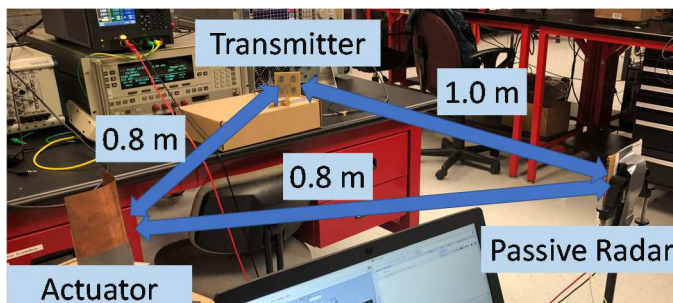 Transmitter
1.0 m
0.8 m
0.8 m
Passive Radar
Actuator